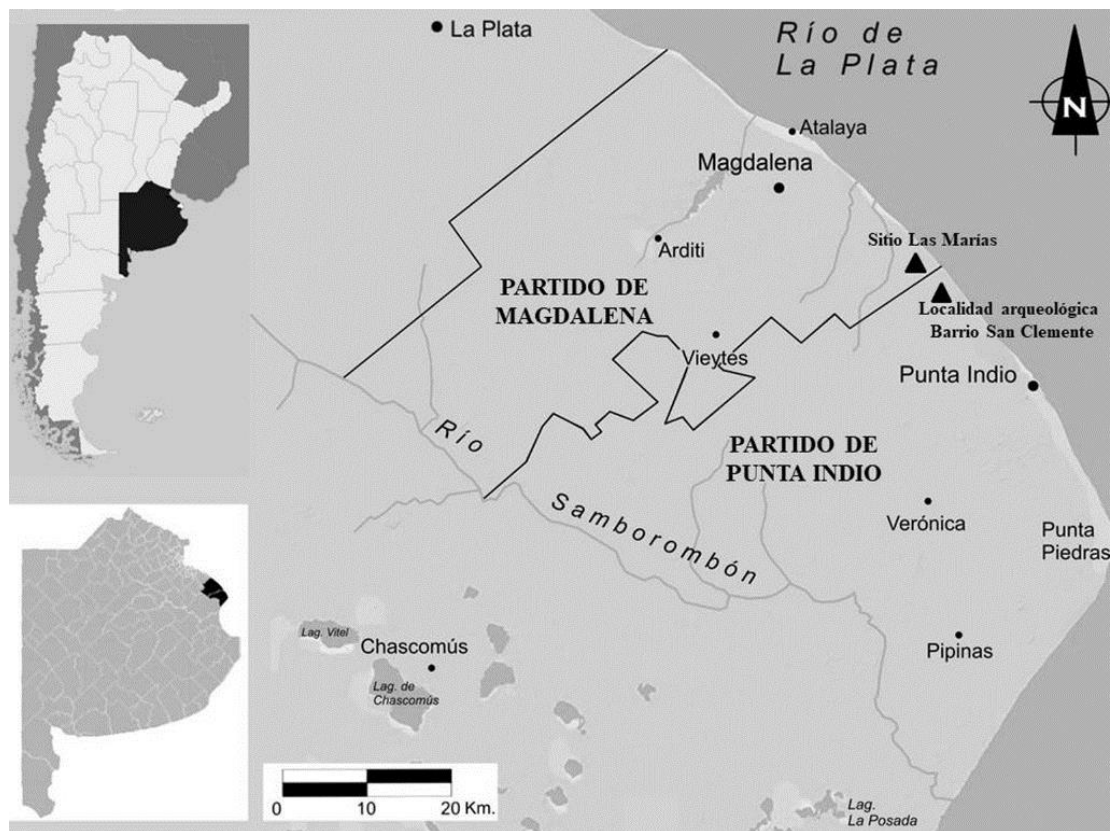 La Plata
Río de
La Plata
N
Atalaya
Magdalena
Sitio Las Marías
Arditi
PARTIDO DE
MAGDALENA
Localidad arqueológica
Barrio San Clemente
Vieytes
Punta Indio
Río
PARTIDO DE
PUNTA INDIO
Samborombón
Verónica
Punta
Piedras
Lag. Vitel
Chascomús
Pipinas
Lag. de
Chascomús
0 10 20 Km.
Lag.
La Posada